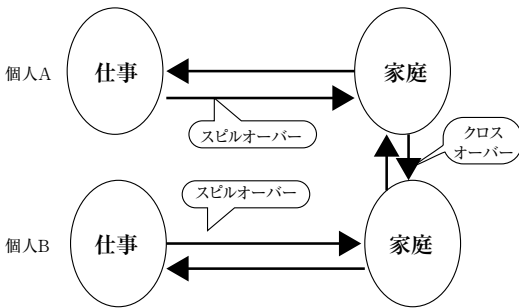 個人A
仕事
家庭
スピルオーバー
クロス
オーバー
スピルオーバー
個人B
仕事
家庭